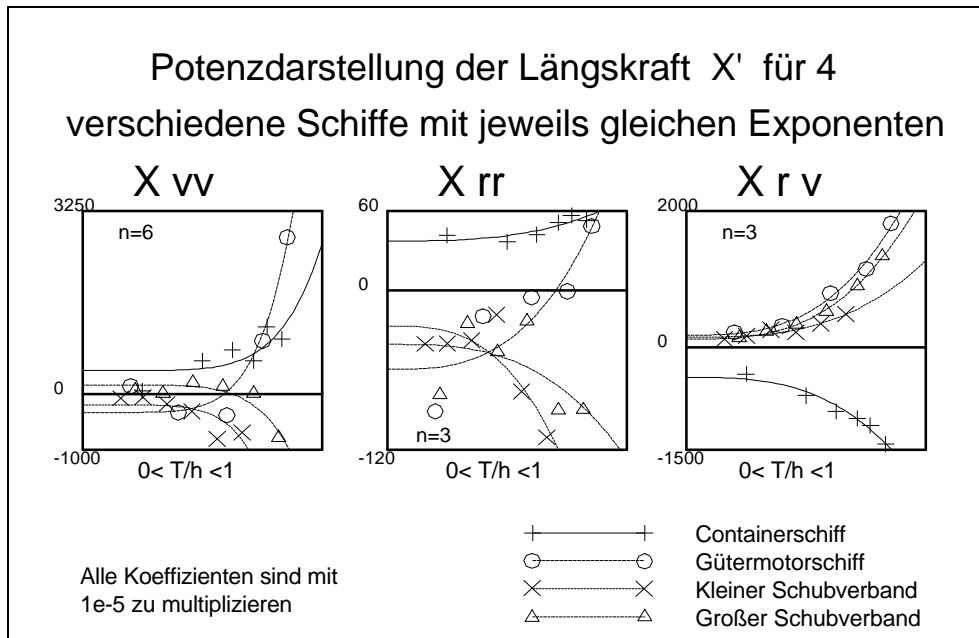 Potenzdarstellung der Längskraft X' für 4
verschiedene Schiffe mit jeweils gleichen Exponenten
X vv
X rr
X r v
3250
n=6
0
-1000
0< T/h <1
60
0
n=3
-120
0< T/h <1
2000
n=3
0
-1500
0< T/h <1
Alle Koeffizienten sind mit
1e-5 zu multiplizieren
Containerschiff
Gütermotorschiff
Kleiner Schubverband
Großer Schubverband